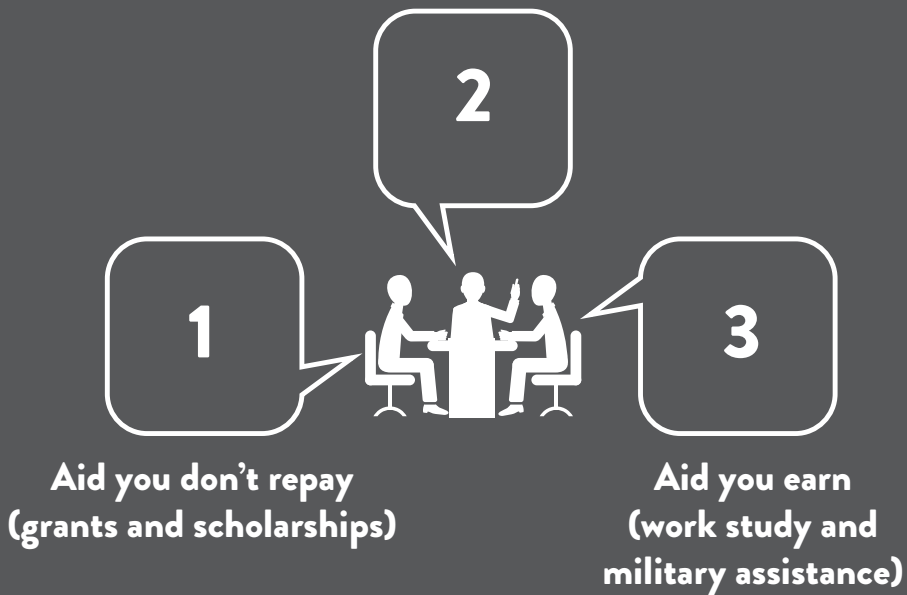 2
1
3
Aid you don’t repay
(grants and scholarships)
Aid you earn
(work study and
military assistance)